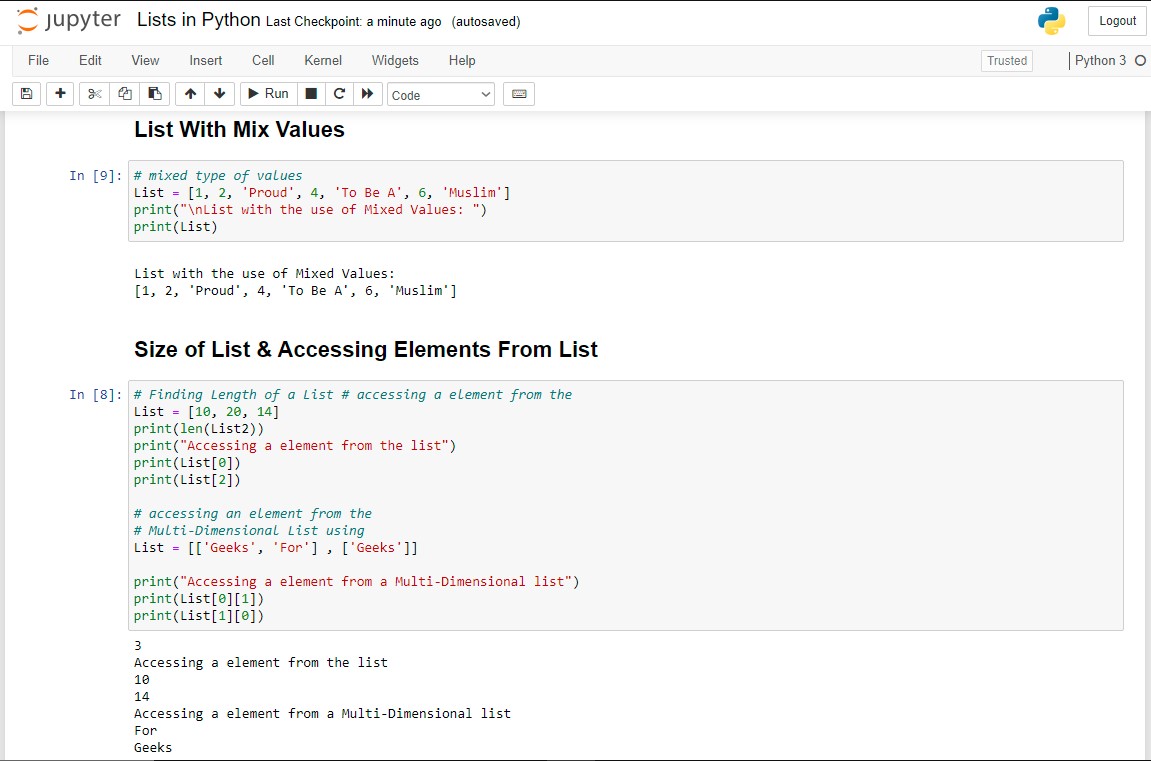 jupyter Lists in Python Last Checkpoint: a minute ago (autosaved) Logout
File Edit View Insert Cell Kernel Widgets Help Trusted Python 3
Run Code
List With Mix Values
In [9]: # mixed type of values
List = [1, 2, 'Proud', 4, 'To Be A', 6, 'Muslim']
print("\nList with the use of Mixed Values: ")
print(List)
List with the use of Mixed Values:
[1, 2, 'Proud', 4, 'To Be A', 6, 'Muslim']
Size of List & Accessing Elements From List
In [8]: # Finding Length of a List # accessing a element from the
List = [10, 20, 14]
print(len(List2))
print("Accessing a element from the list")
print(List[0])
print(List[2])
# accessing an element from the
# Multi-Dimensional List using
List = [['Geeks', 'For'] , ['Geeks']]
print("Accessing a element from a Multi-Dimensional list")
print(List[0][1])
print(List[1][0])
3
Accessing a element from the list
10
14
Accessing a element from a Multi-Dimensional list
For
Geeks